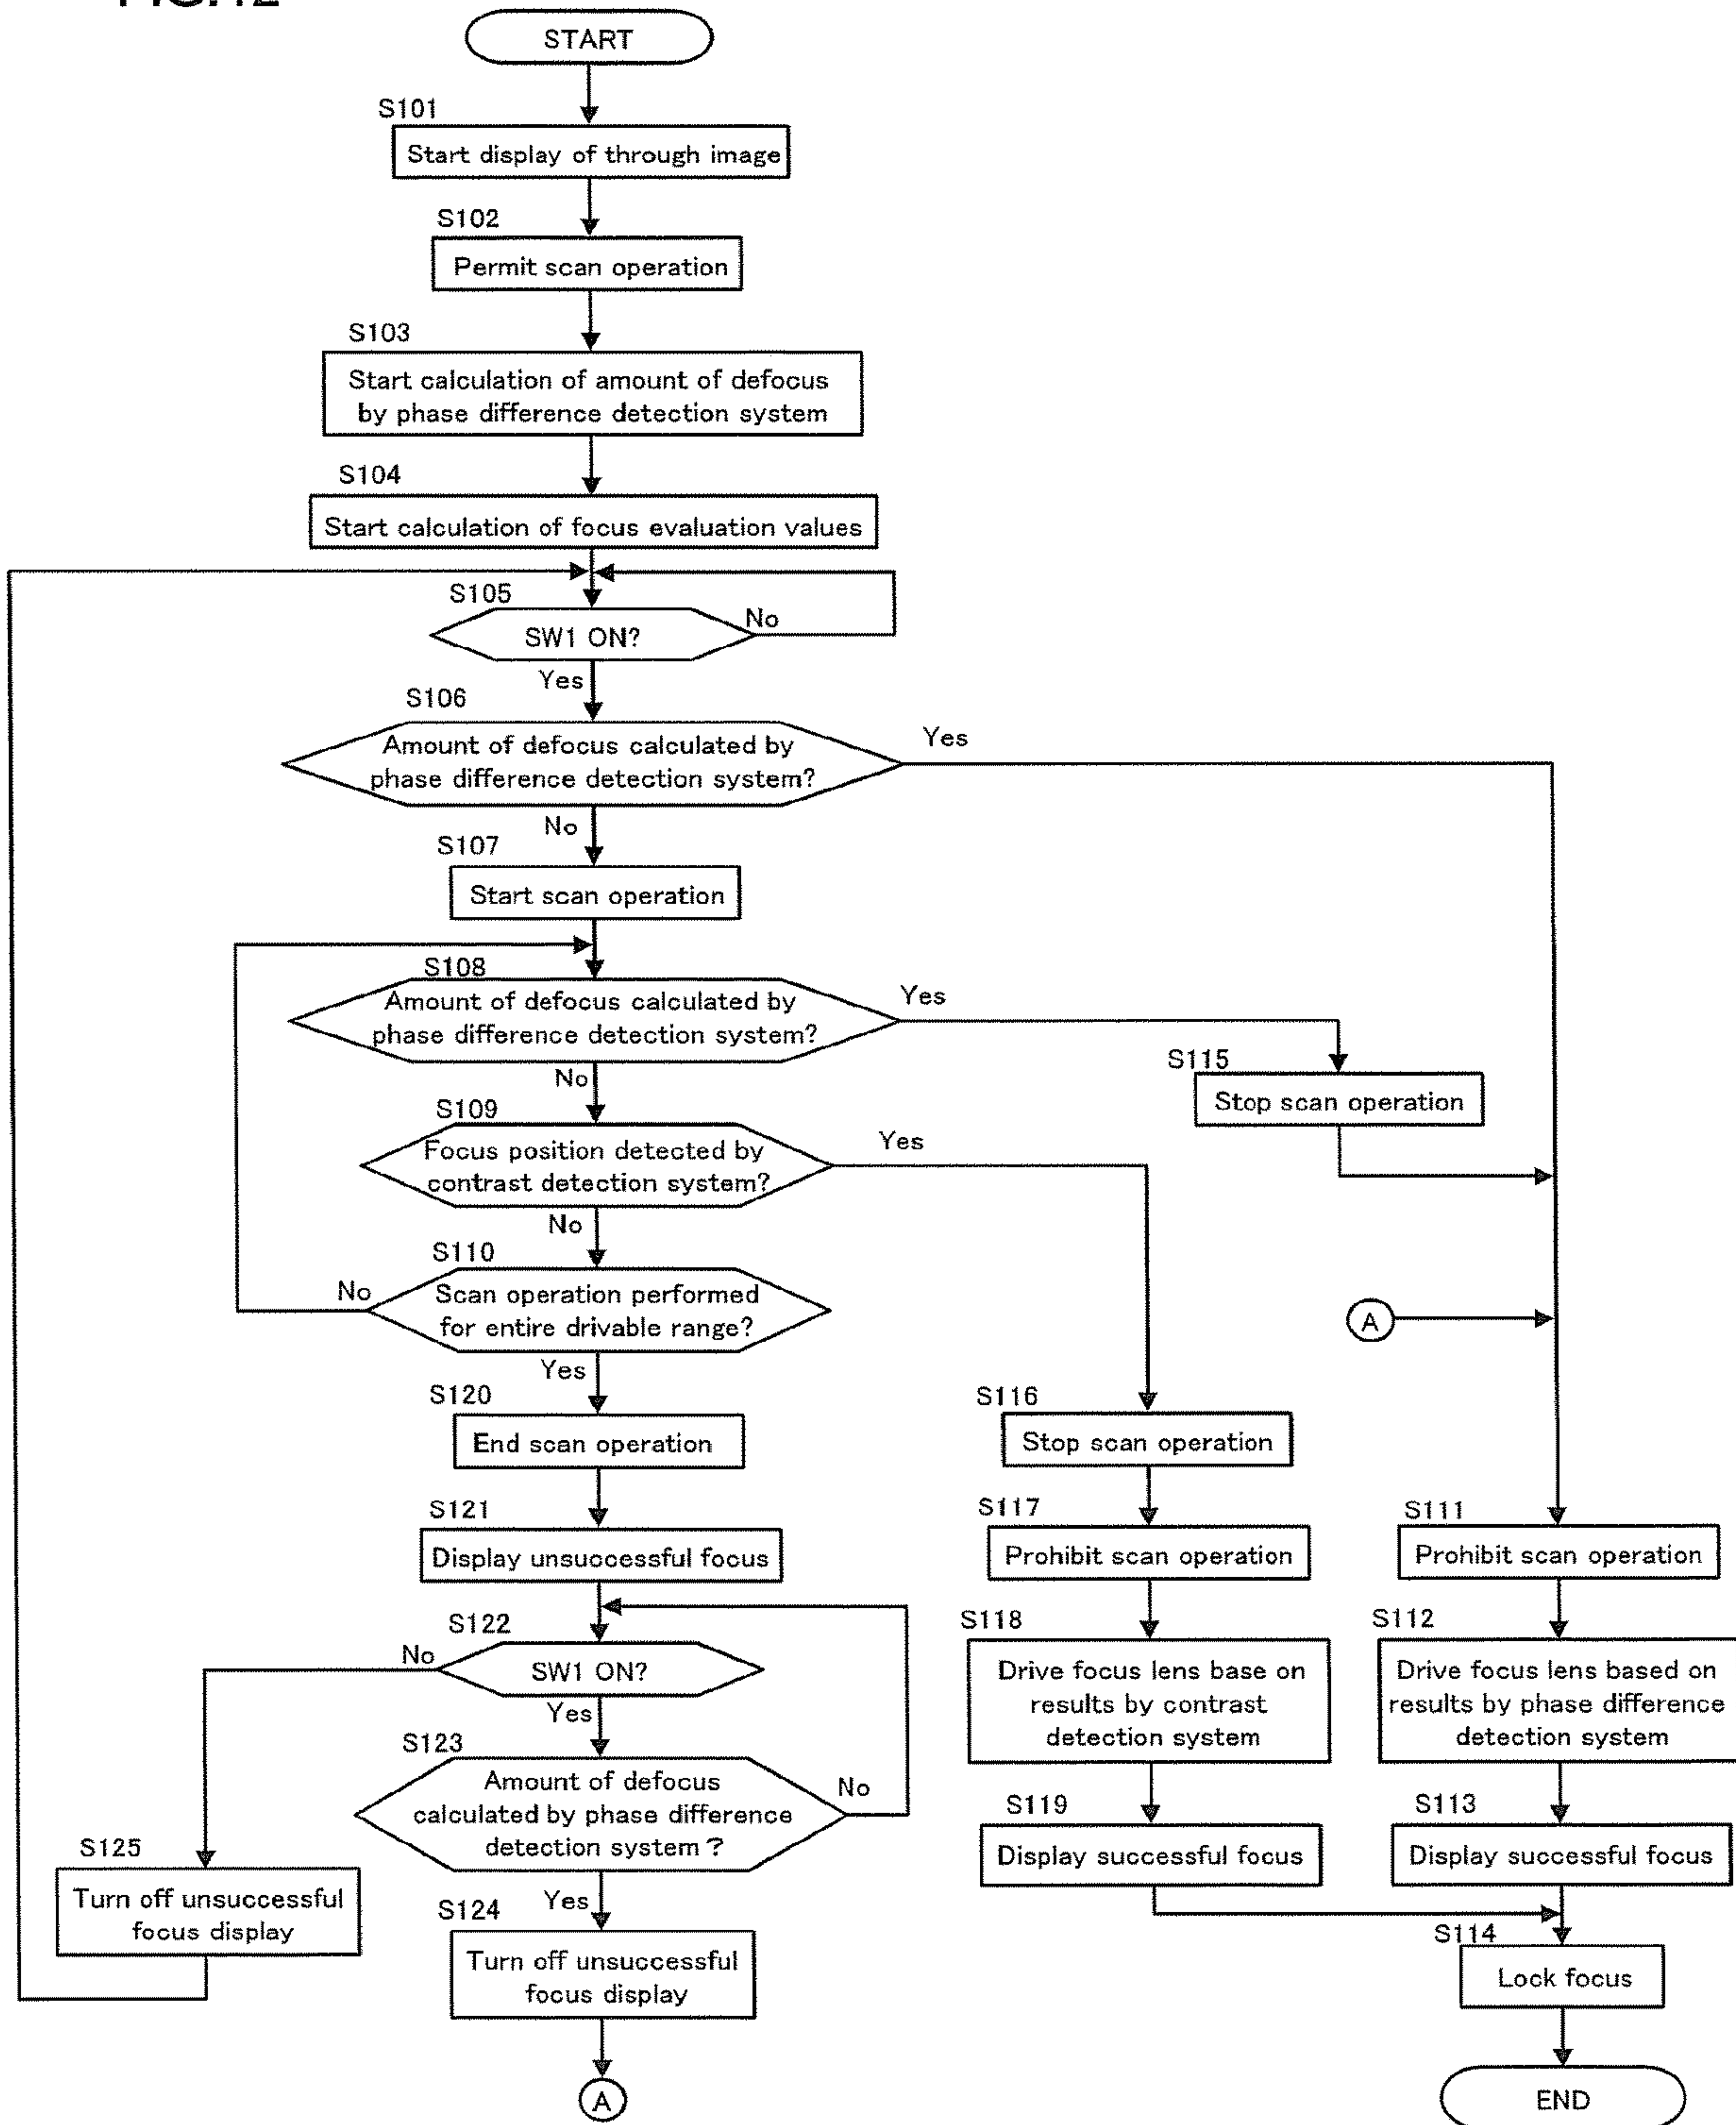 FIG.12
START
S101
Start display of through image
S102
Permit scan operation
S103
Start calculation of amount of defocus
by phase difference detection system
S104
Start calculation of focus evaluation values
S105
SW1 ON?
No
Yes
S106
Amount of defocus calculated by
phase difference detection system?
Yes
No
S107
Start scan operation
S108
Amount of defocus calculated by
phase difference detection system?
Yes
No
S115
Stop scan operation
S109
Focus position detected by
contrast detection system?
Yes
No
S110
Scan operation performed
for entire drivable range?
No
Yes
A
S120
End scan operation
S116
Stop scan operation
S121
Display unsuccessful focus
S117
Prohibit scan operation
S111
Prohibit scan operation
S122
SW1 ON?
No
Yes
S118
Drive focus lens base on
results by contrast
detection system
S112
Drive focus lens based on
results by phase difference
detection system
S123
Amount of defocus
calculated by phase difference
detection system ?
No
Yes
S119
Display successful focus
S113
Display successful focus
S125
Turn off unsuccessful
focus display
S124
Turn off unsuccessful
focus display
S114
Lock focus
A
END